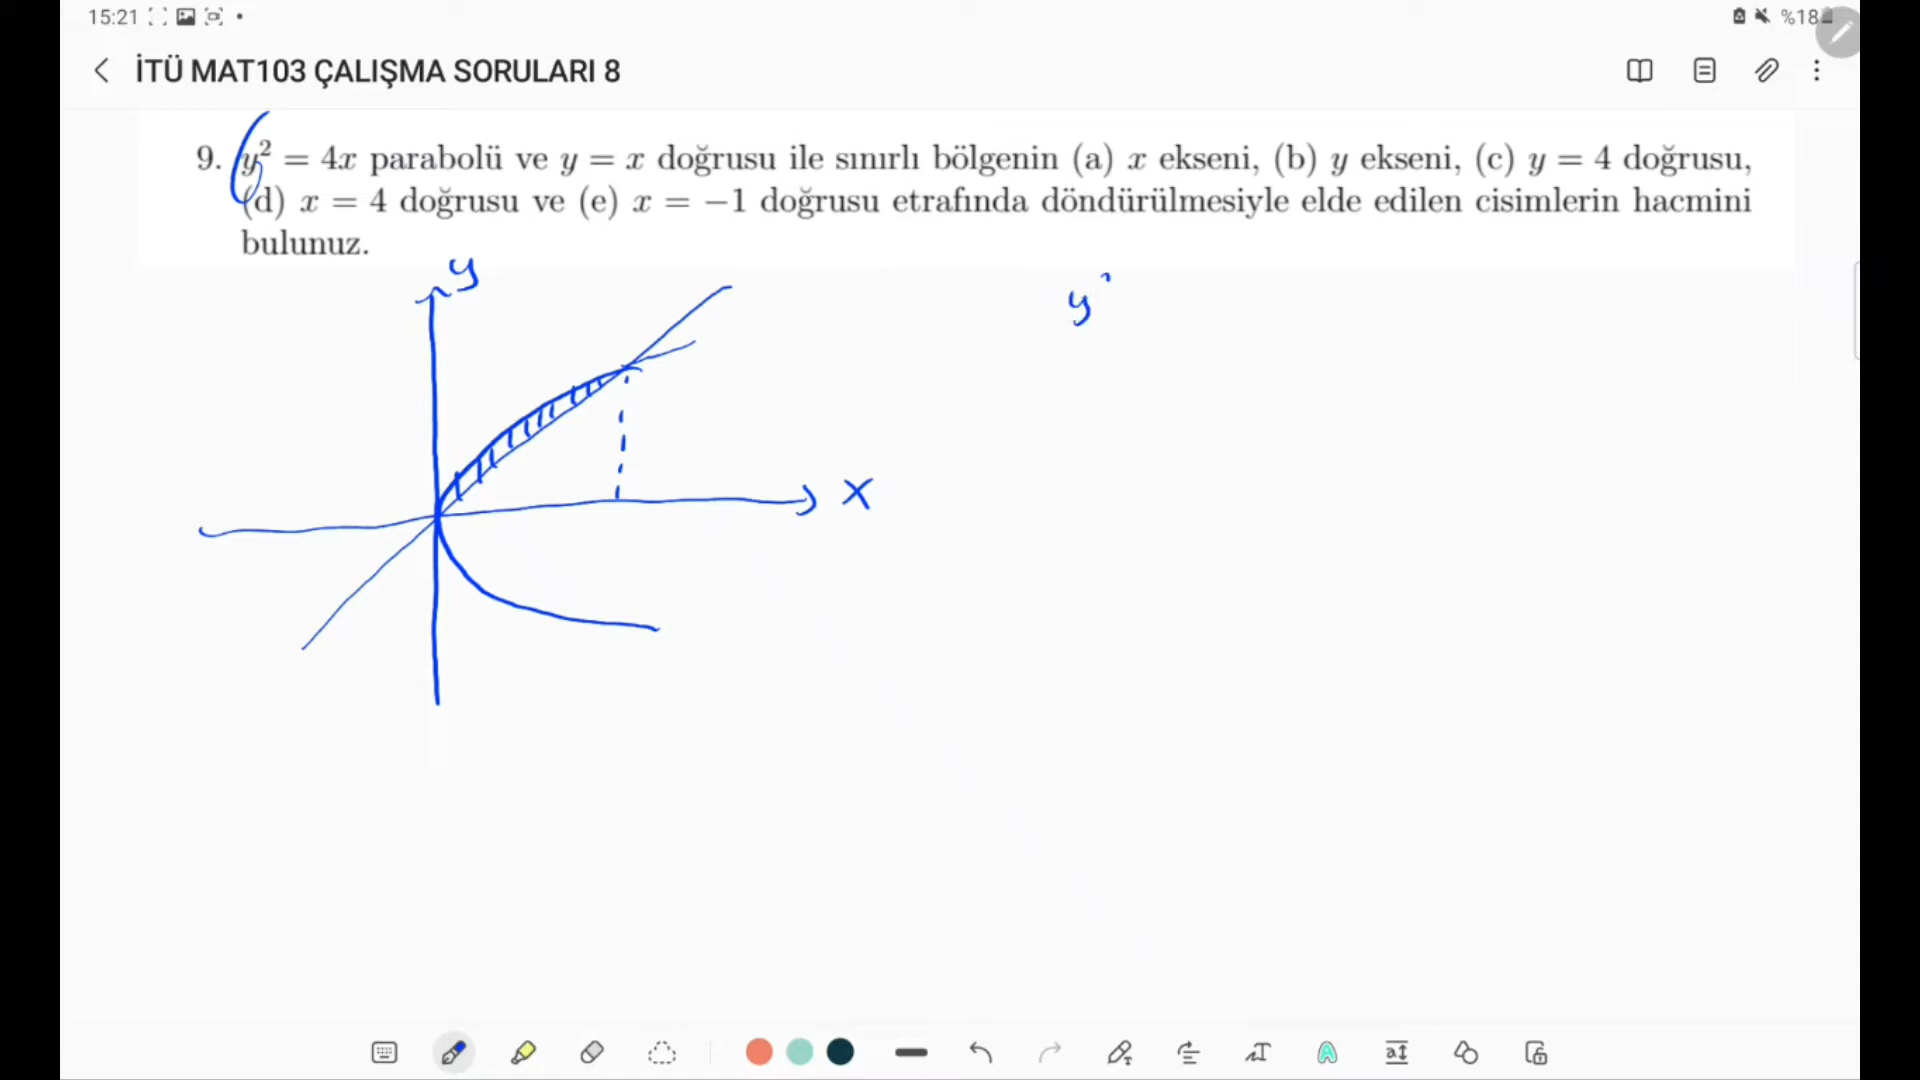 15:21
%18
İTÜ MAT103 ÇALIŞMA SORULARI 8
9. y² = 4x parabolü ve y = x doğrusu ile sınırlı bölgenin (a) x ekseni, (b) y ekseni, (c) y = 4 doğrusu,
(d) x = 4 doğrusu ve (e) x = −1 doğrusu etrafında döndürülmesiyle elde edilen cisimlerin hacmini
bulunuz.
y
y
x